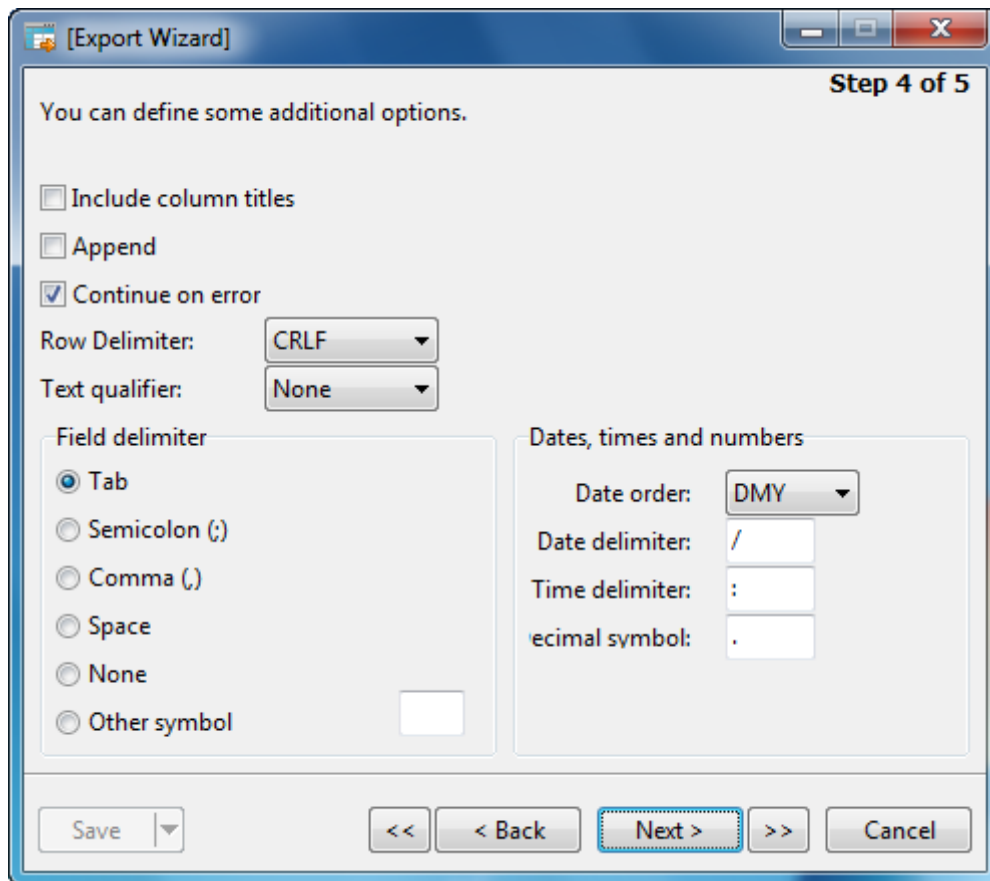 [Export Wizard]
Step 4 of 5
You can define some additional options.
Include column titles
Append
Continue on error
Row Delimiter: CRLF
Text qualifier: None
Field delimiter
Tab
Semicolon (;)
Comma (,)
Space
None
Other symbol
Dates, times and numbers
Date order: DMY
Date delimiter: /
Time delimiter: :
ecimal symbol: .
Save << < Back Next > >> Cancel